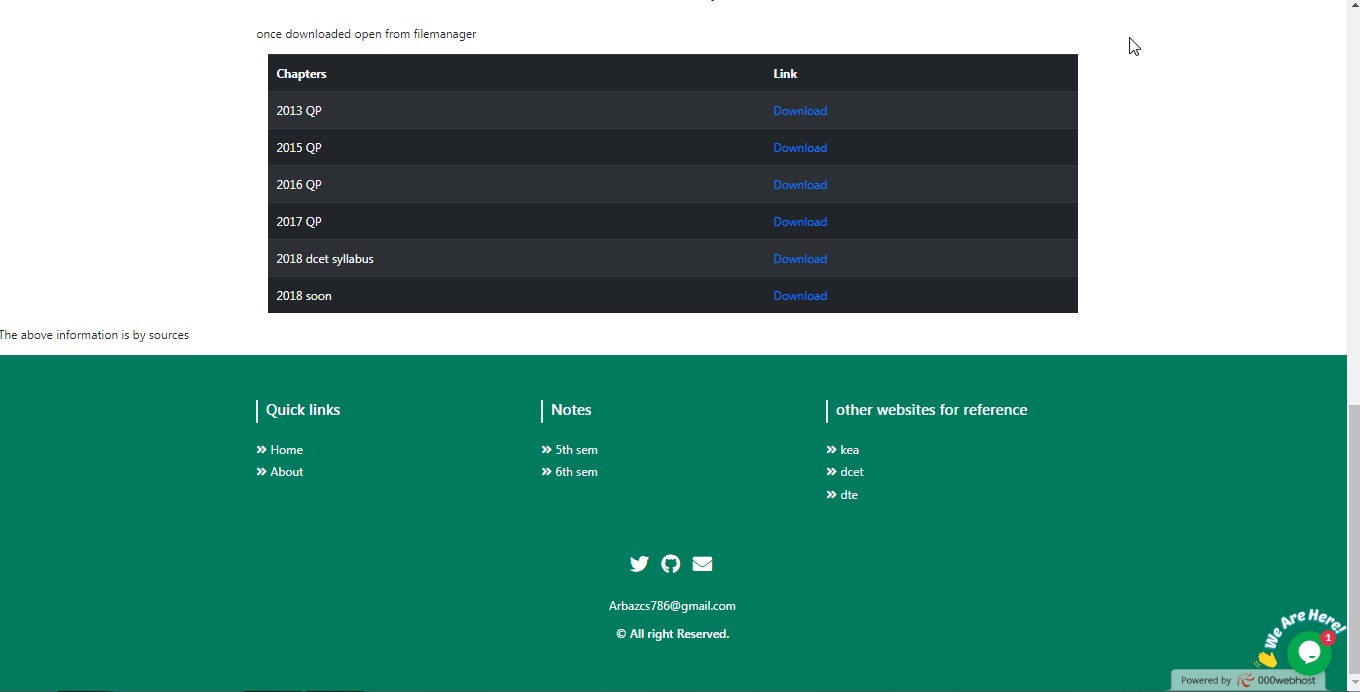 once downloaded open from filemanager
Chapters Link
2013 QP Download
2015 QP Download
2016 QP Download
2017 QP Download
2018 dcet syllabus Download
2018 soon Download
The above information is by sources
Quick links
Home
About
Notes
5th sem
6th sem
other websites for reference
kea
dcet
dte
Arbazcs786@gmail.com
© All right Reserved.
We Are Here!
1
Powered by 000webhost